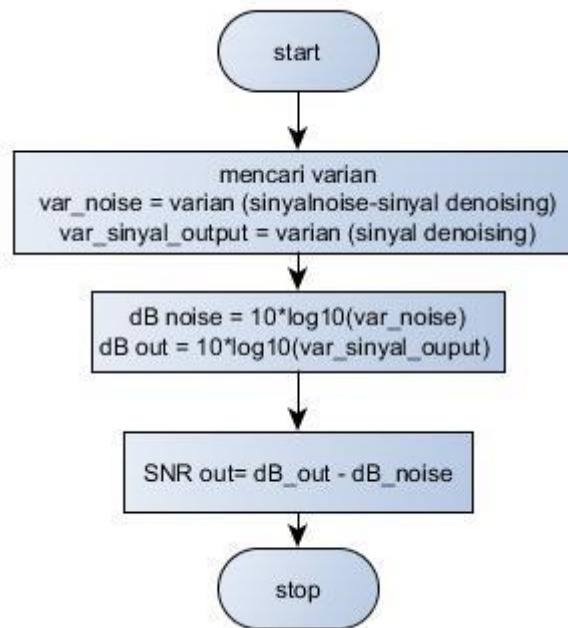 start
mencari varian
var_noise = varian (sinyalnoise-sinyal denoising)
var_sinyal_output = varian (sinyal denoising)
dB noise = 10*log10(var_noise)
dB out = 10*log10(var_sinyal_ouput)
SNR out= dB_out - dB_noise
stop